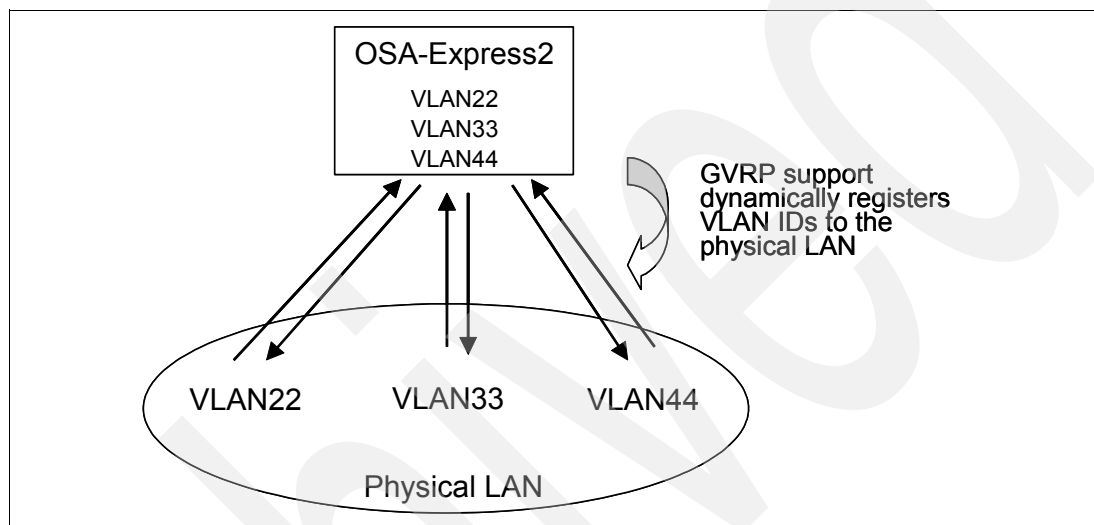 OSA-Express2
VLAN22
VLAN33
VLAN44
GVRP support
dynamically registers
VLAN IDs to the
physical LAN
VLAN22
VLAN33
VLAN44
Physical LAN